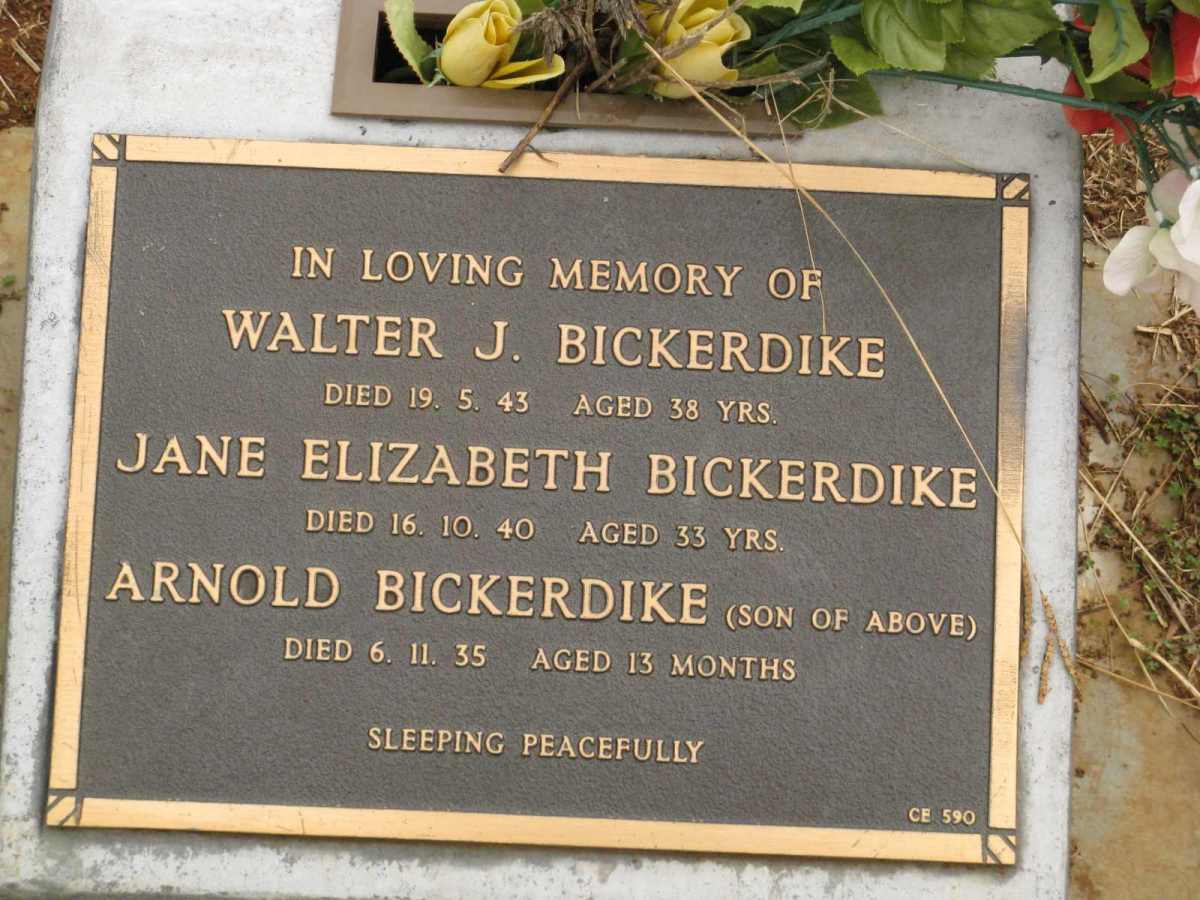 IN LOVING MEMORY OF
WALTER J. BICKERDIKE
DIED 19. 5. 43 AGED 38 YRS.
JANE ELIZABETH BICKERDIKE
DIED 16. 10. 40 AGED 33 YRS.
ARNOLD BICKERDIKE (SON OF ABOVE)
DIED 6. 11. 35 AGED 13 MONTHS
SLEEPING PEACEFULLY
CE 590